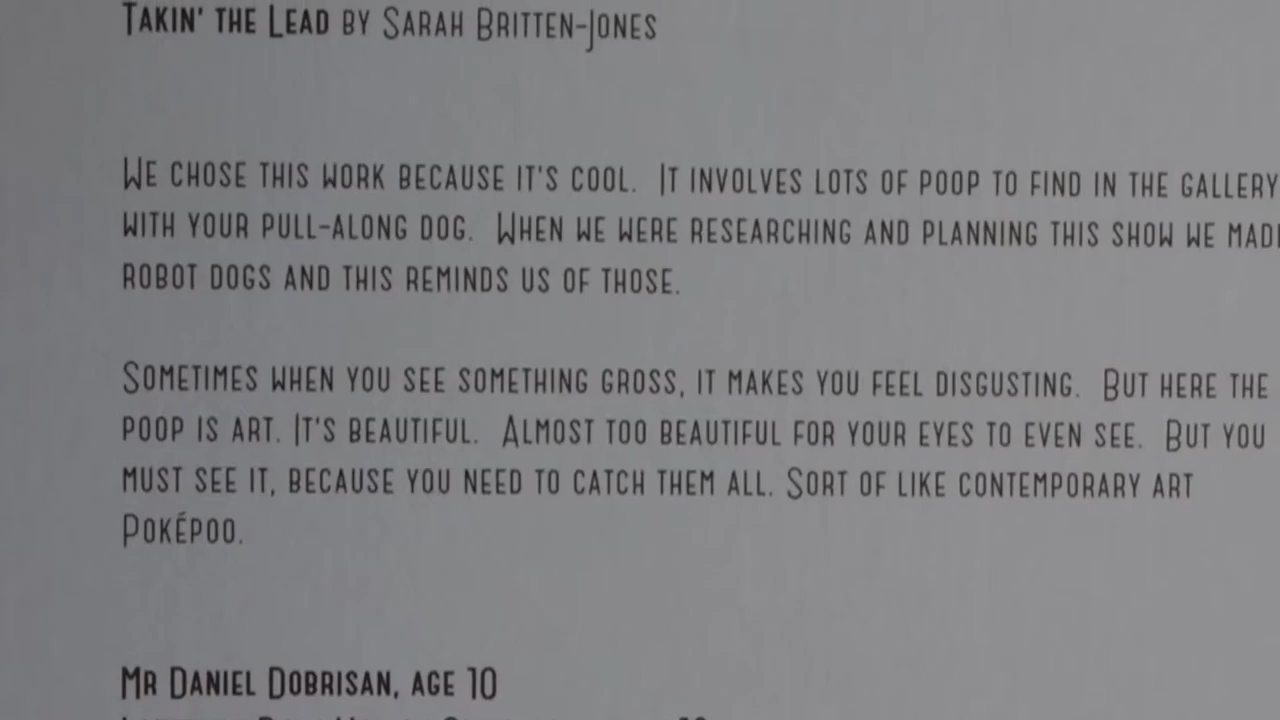 Takin' the Lead by Sarah Britten-Jones
We chose this work because it's cool. It involves lots of poop to find in the gallery
with your pull-along dog. When we were researching and planning this show we
robot dogs and this reminds us of those.
Sometimes when you see something gross, it makes you feel disgusting. But here the
poop is art. It's beautiful. Almost too beautiful for your eyes to even see. But you
must see it, because you need to catch them all. Sort of like contemporary art
Poképoo.
Mr Daniel Dobrisan, age 10